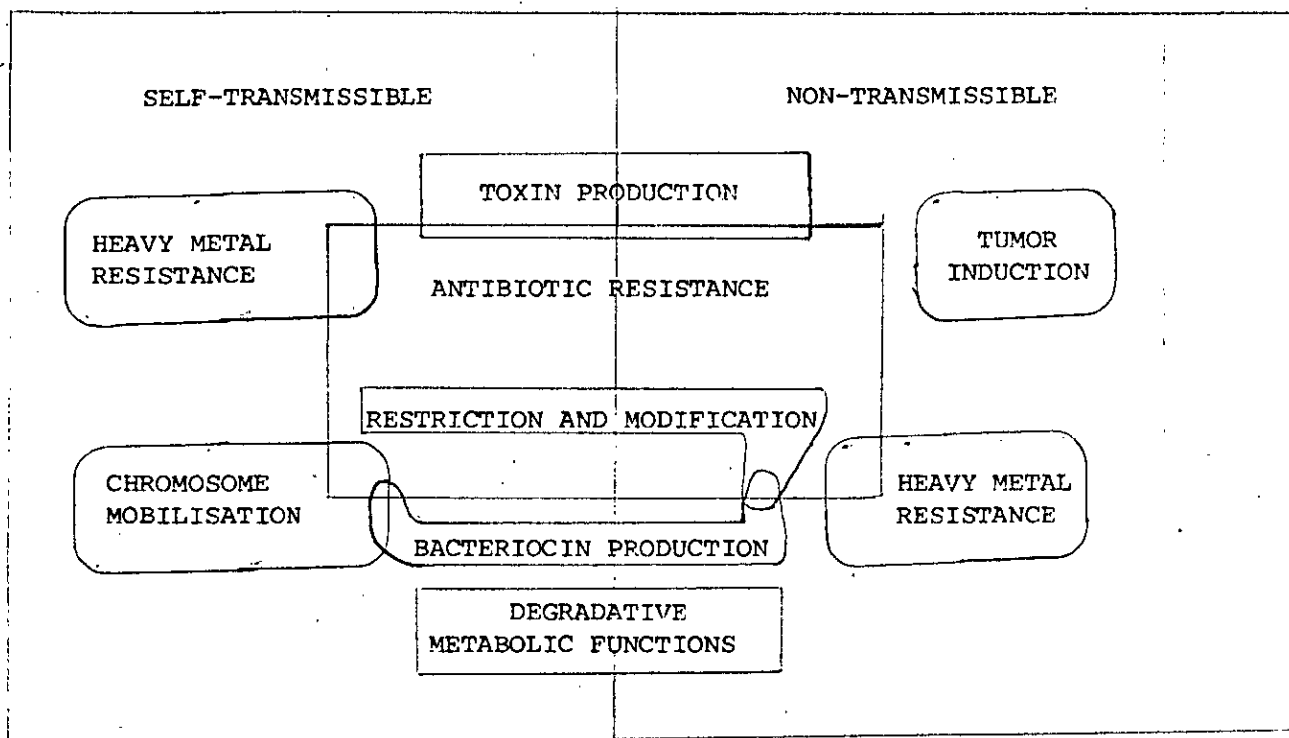 SELF-TRANSMISSIBLE
NON-TRANSMISSIBLE
TOXIN PRODUCTION
HEAVY METAL
RESISTANCE
TUMOR
INDUCTION
ANTIBIOTIC RESISTANCE
RESTRICTION AND MODIFICATION
CHROMOSOME
MOBILISATION
HEAVY METAL
RESISTANCE
BACTERIOCIN PRODUCTION
DEGRADATIVE
METABOLIC FUNCTIONS